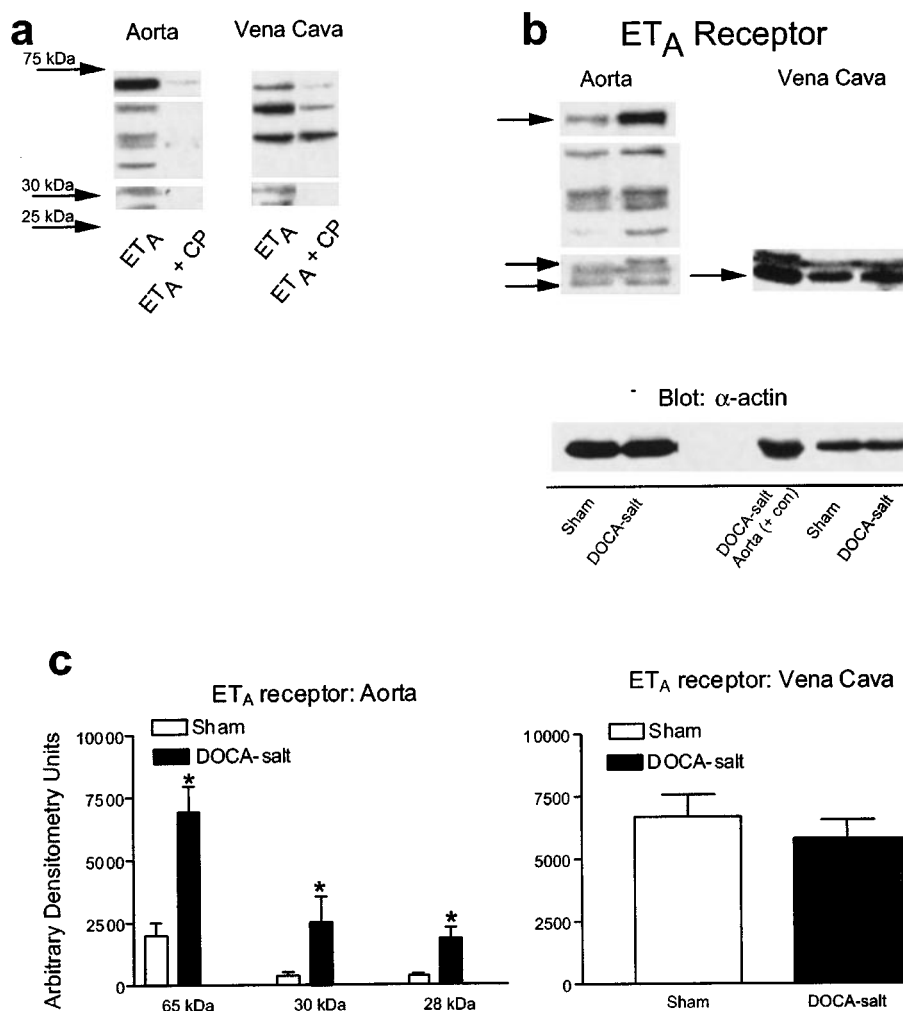 a
Aorta
Vena Cava
75 kDa
30 kDa
25 kDa
ETA
ETA + CP
ETA
ETA + CP
b
ETA Receptor
Aorta
Vena Cava
Blot: α-actin
Sham
DOCA-salt
DOCA-salt
Aorta (+ con)
Sham
DOCA-salt
c
ETA receptor: Aorta
Sham
DOCA-salt
Arbitrary Densitometry Units
10000
7500
5000
2500
0
*
*
*
65 kDa
30 kDa
28 kDa
ETA receptor: Vena Cava
Sham
DOCA-salt
10000
7500
5000
2500
0
Sham
DOCA-salt